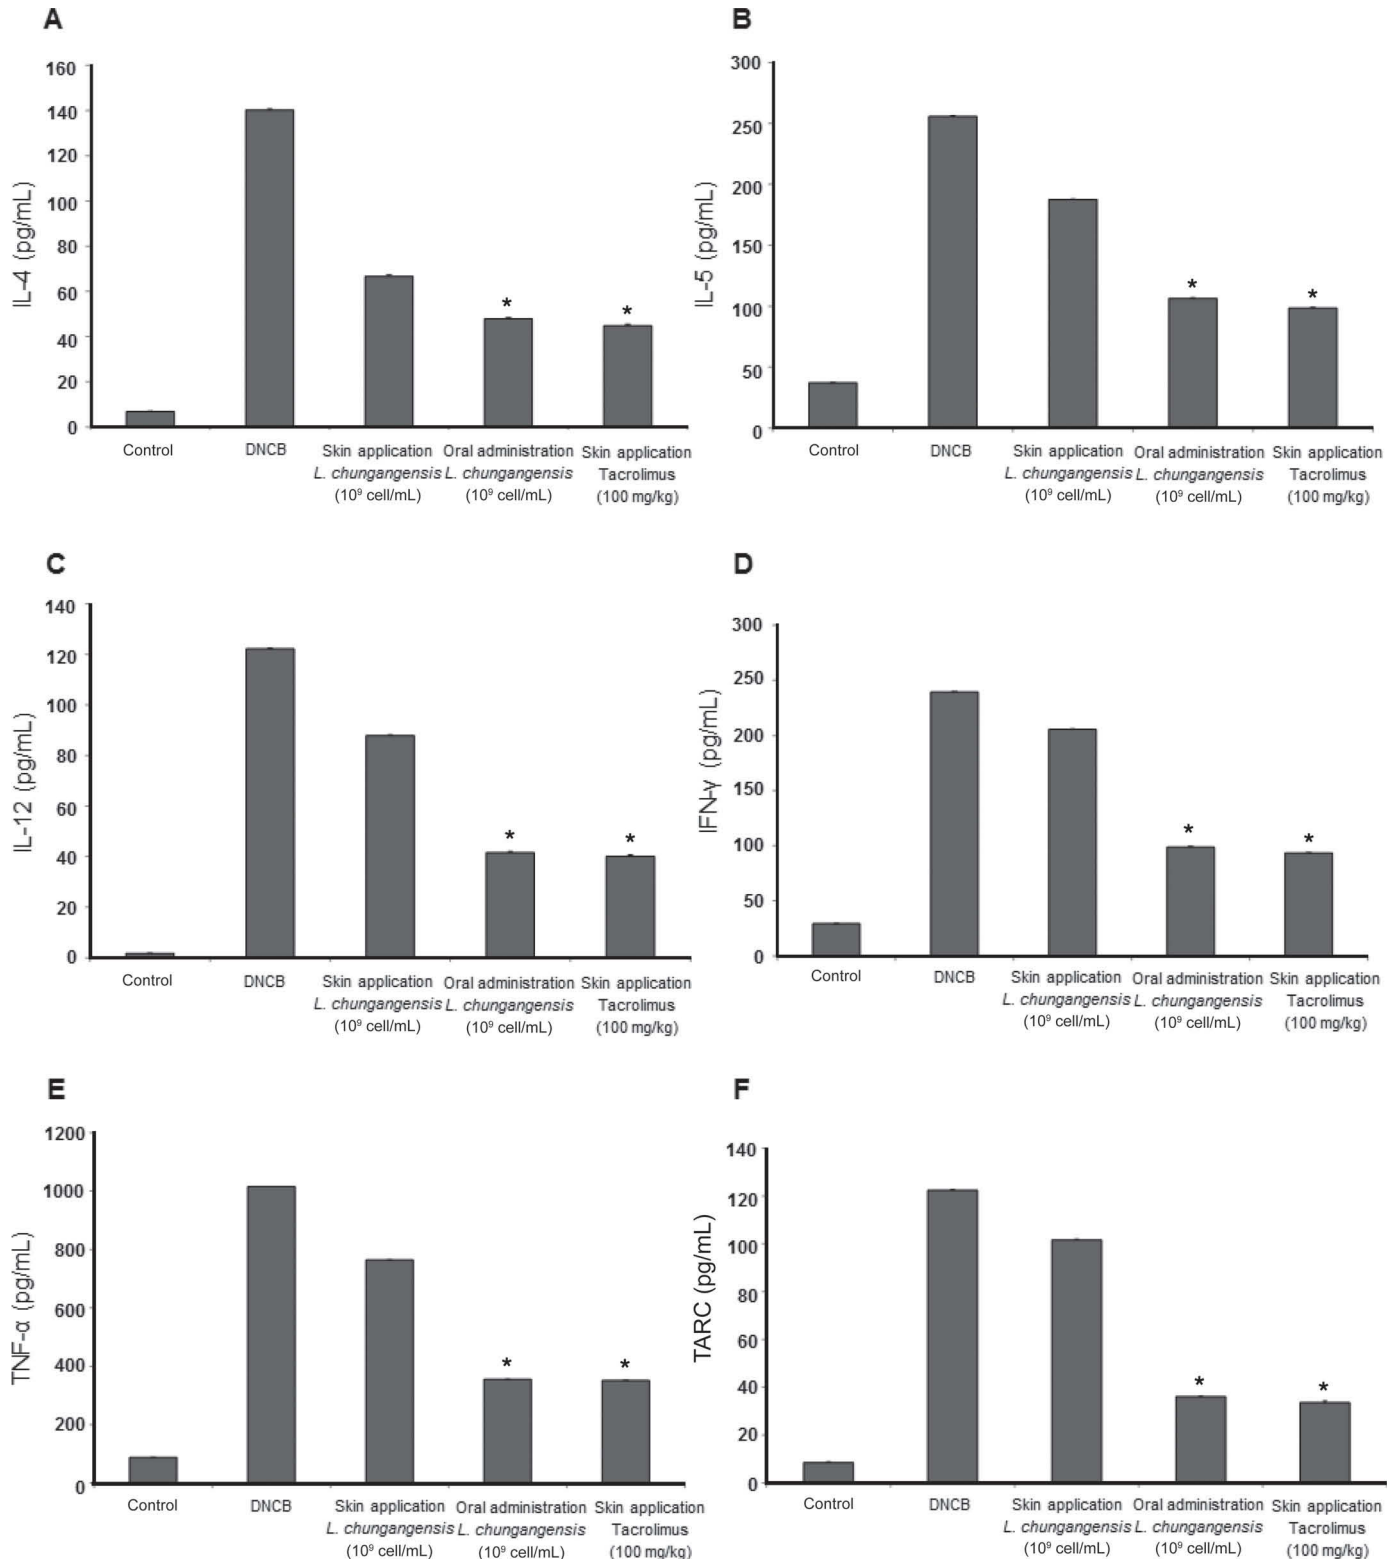 A
IL-4 (pg/mL)
160
140
120
100
80
60
40
20
0
*
*
Control
DNCB
Skin application
L. chungangensis
(10⁹ cell/mL)
Oral administration
L. chungangensis
(10⁹ cell/mL)
Skin application
Tacrolimus
(100 mg/kg)
B
IL-5 (pg/mL)
300
250
200
150
100
50
0
*
*
Control
DNCB
Skin application
L. chungangensis
(10⁹ cell/mL)
Oral administration
L. chungangensis
(10⁹ cell/mL)
Skin application
Tacrolimus
(100 mg/kg)
C
IL-12 (pg/mL)
140
120
100
80
60
40
20
0
*
*
Control
DNCB
Skin application
L. chungangensis
(10⁹ cell/mL)
Oral administration
L. chungangensis
(10⁹ cell/mL)
Skin application
Tacrolimus
(100 mg/kg)
D
IFN-γ (pg/mL)
300
250
200
150
100
50
0
*
*
Control
DNCB
Skin application
L. chungangensis
(10⁹ cell/mL)
Oral administration
L. chungangensis
(10⁹ cell/mL)
Skin application
Tacrolimus
(100 mg/kg)
E
TNF-α (pg/mL)
1200
1000
800
600
400
200
0
*
*
Control
DNCB
Skin application
L. chungangensis
(10⁹ cell/mL)
Oral administration
L. chungangensis
(10⁹ cell/mL)
Skin application
Tacrolimus
(100 mg/kg)
F
TARC (pg/mL)
140
120
100
80
60
40
20
0
*
*
Control
DNCB
Skin application
L. chungangensis
(10⁹ cell/mL)
Oral administration
L. chungangensis
(10⁹ cell/mL)
Skin application
Tacrolimus
(100 mg/kg)